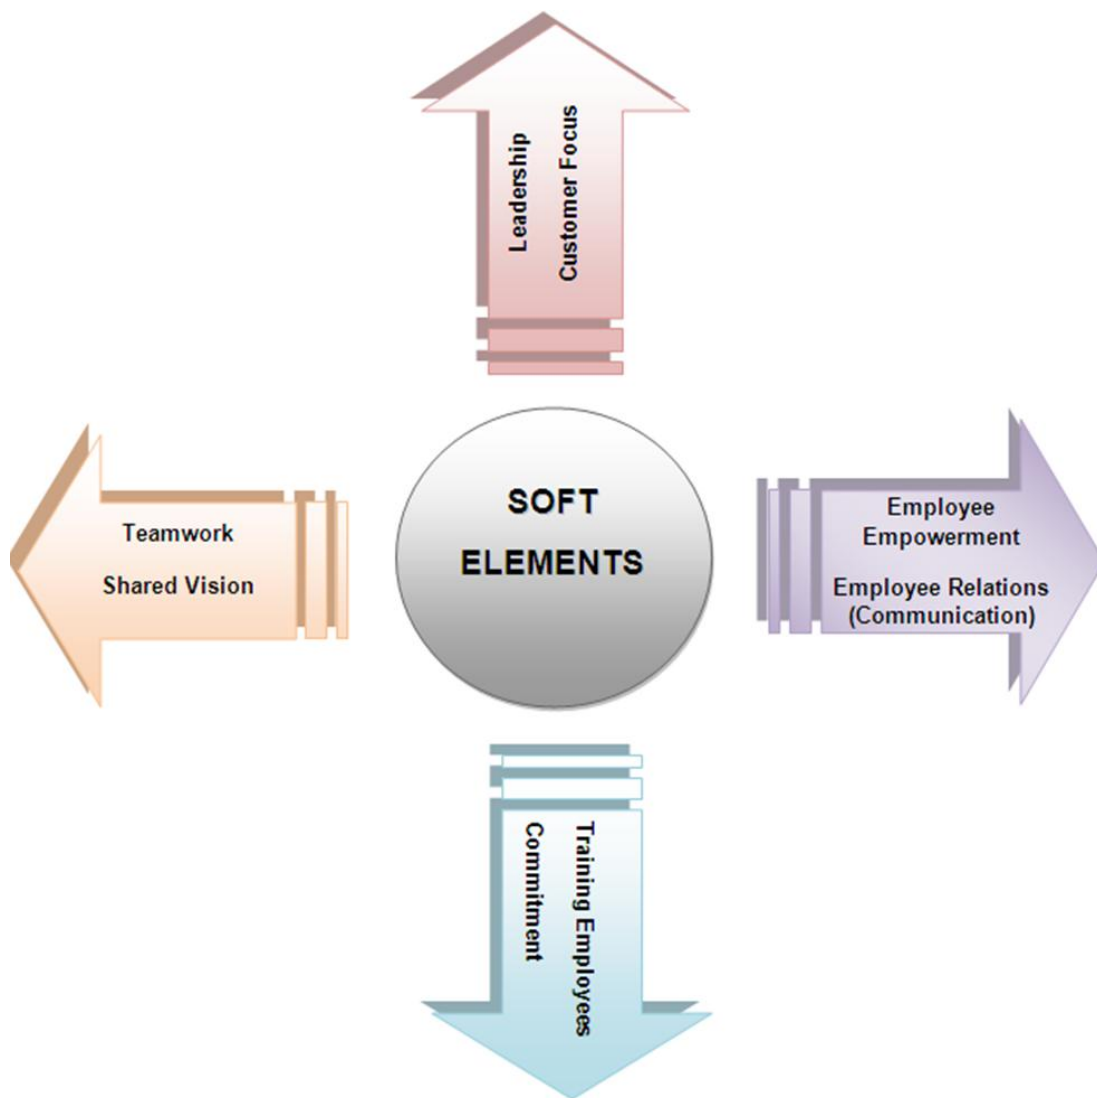 Leadership
Customer Focus
Teamwork
Shared Vision
SOFT
ELEMENTS
Employee
Empowerment
Employee Relations
(Communication)
Training Employees
Commitment